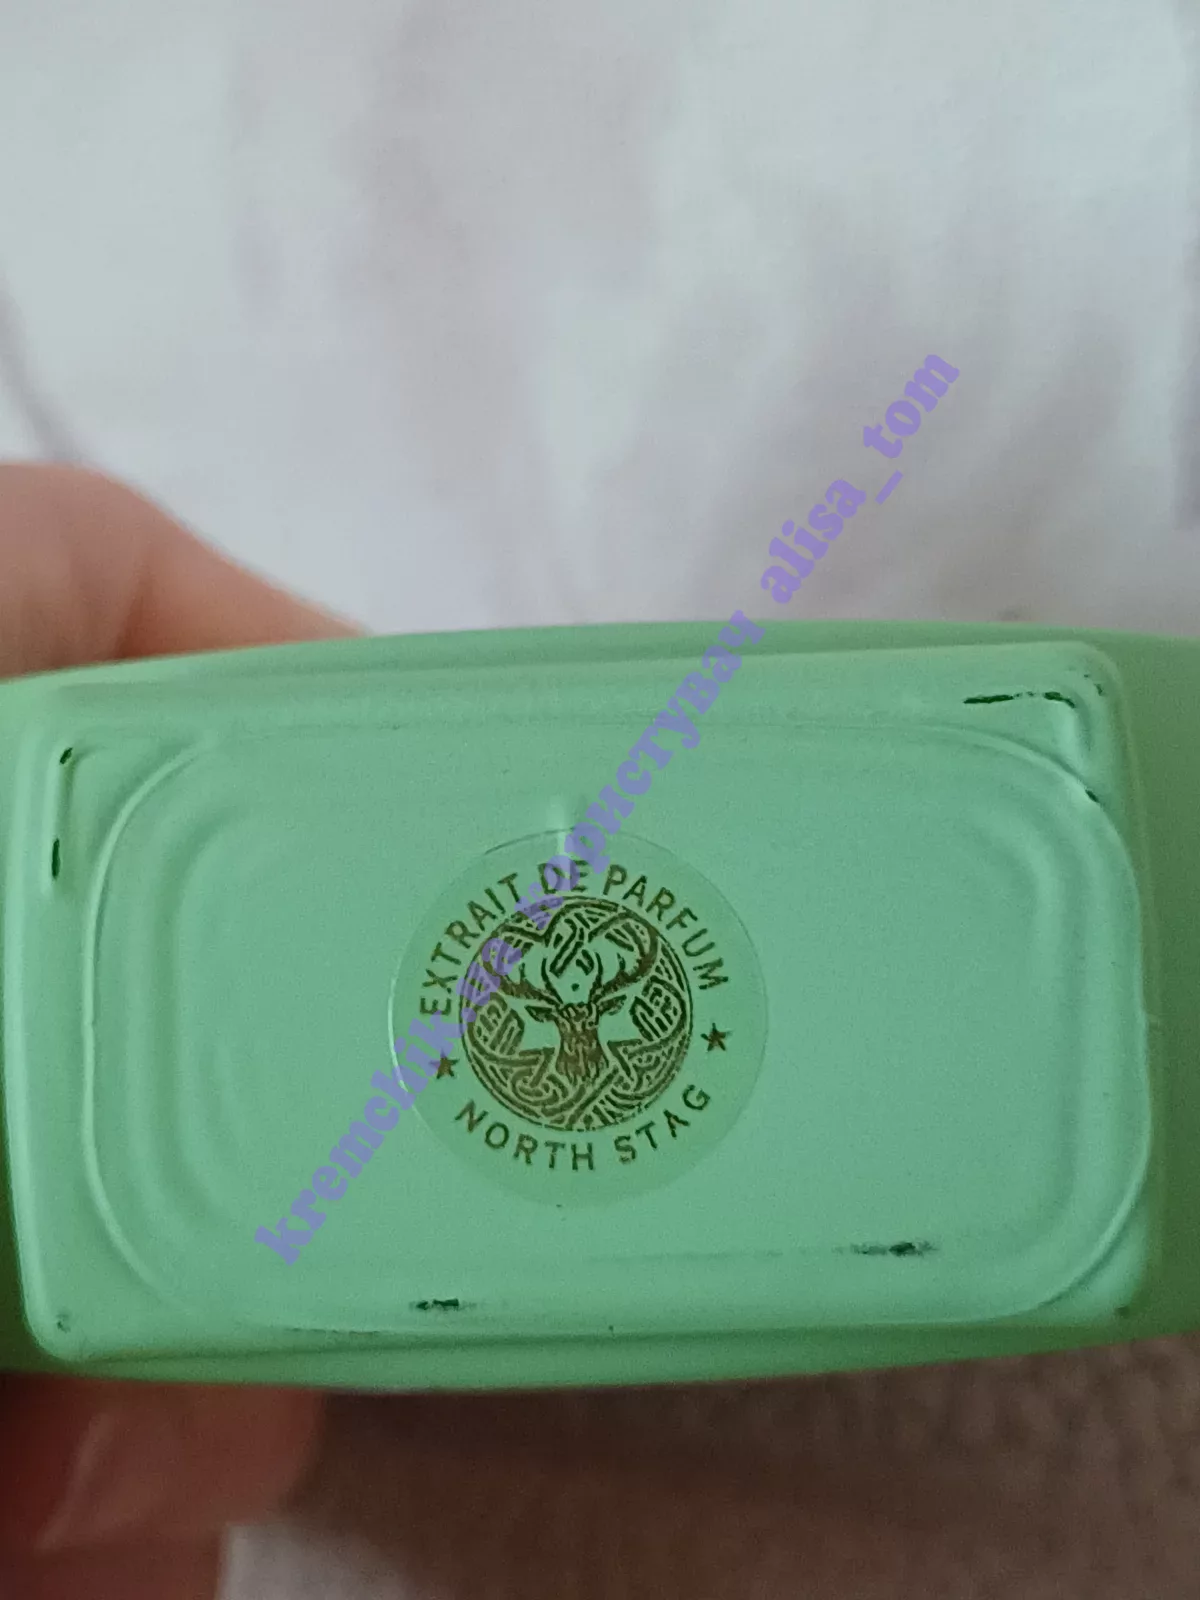 EXTRAIT DE PARFUM
★ ★
NORTH STAG
kremchik.ua користувач alisa_tom